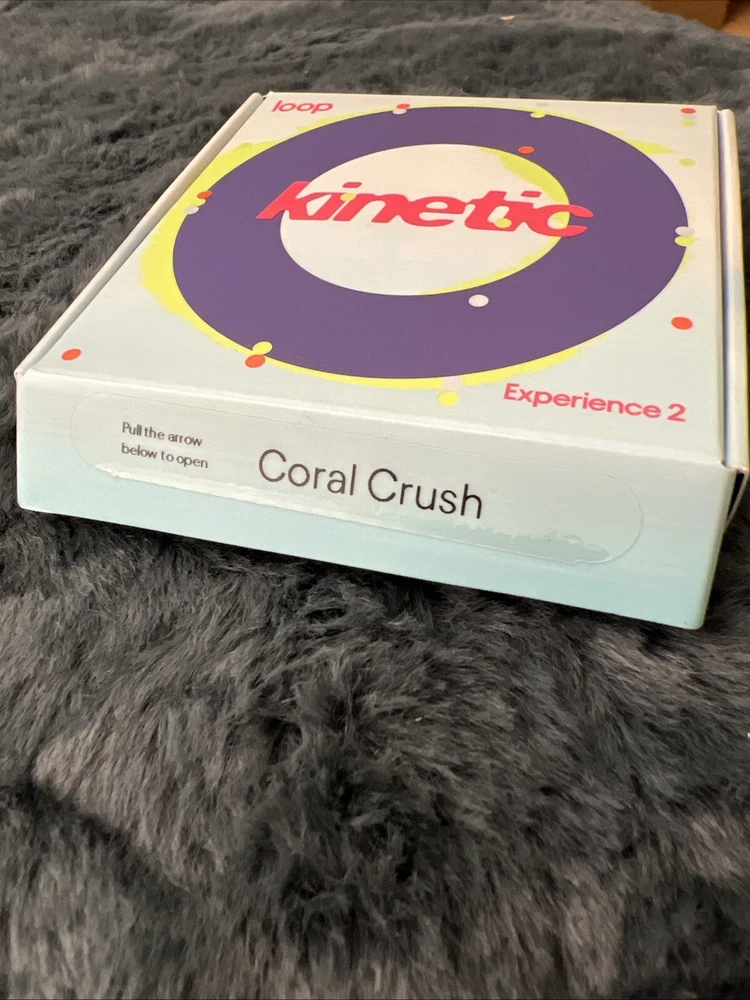 loop
kinetic
Experience 2
Pull the arrow
below to open
Coral Crush